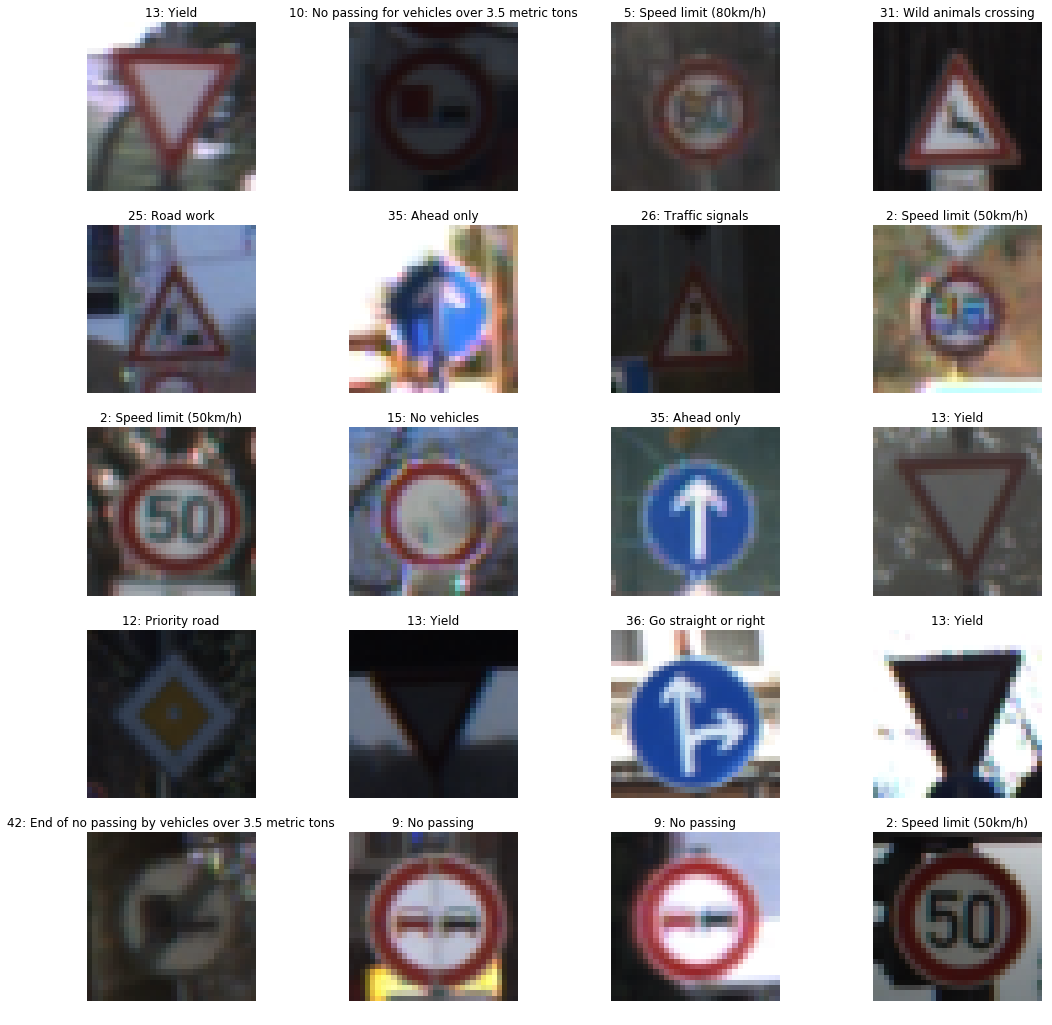 13: Yield
10: No passing for vehicles over 3.5 metric tons
5: Speed limit (80km/h)
31: Wild animals crossing
80
25: Road work
35: Ahead only
26: Traffic signals
2: Speed limit (50km/h)
2: Speed limit (50km/h)
15: No vehicles
35: Ahead only
13: Yield
50
12: Priority road
13: Yield
36: Go straight or right
13: Yield
42: End of no passing by vehicles over 3.5 metric tons
9: No passing
9: No passing
2: Speed limit (50km/h)
50